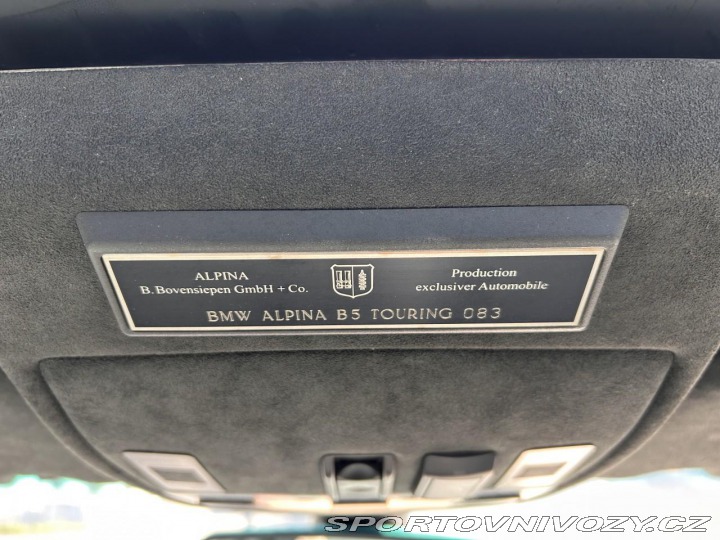 ALPINA
B. Bovensiepen GmbH + Co.
Production
exclusiver Automobile
BMW ALPINA B5 TOURING 083
SPORTOVNIVOZY.CZ